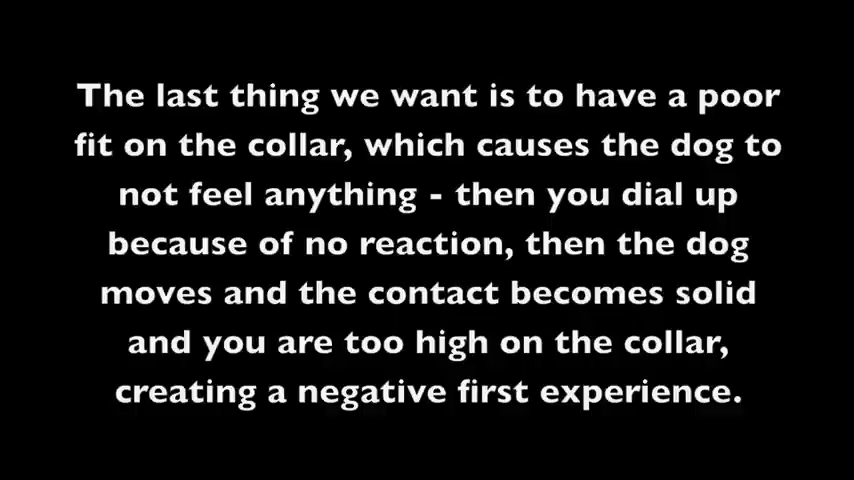 The last thing we want is to have a poor
fit on the collar, which causes the dog to
not feel anything - then you dial up
because of no reaction, then the dog
moves and the contact becomes solid
and you are too high on the collar,
creating a negative first experience.